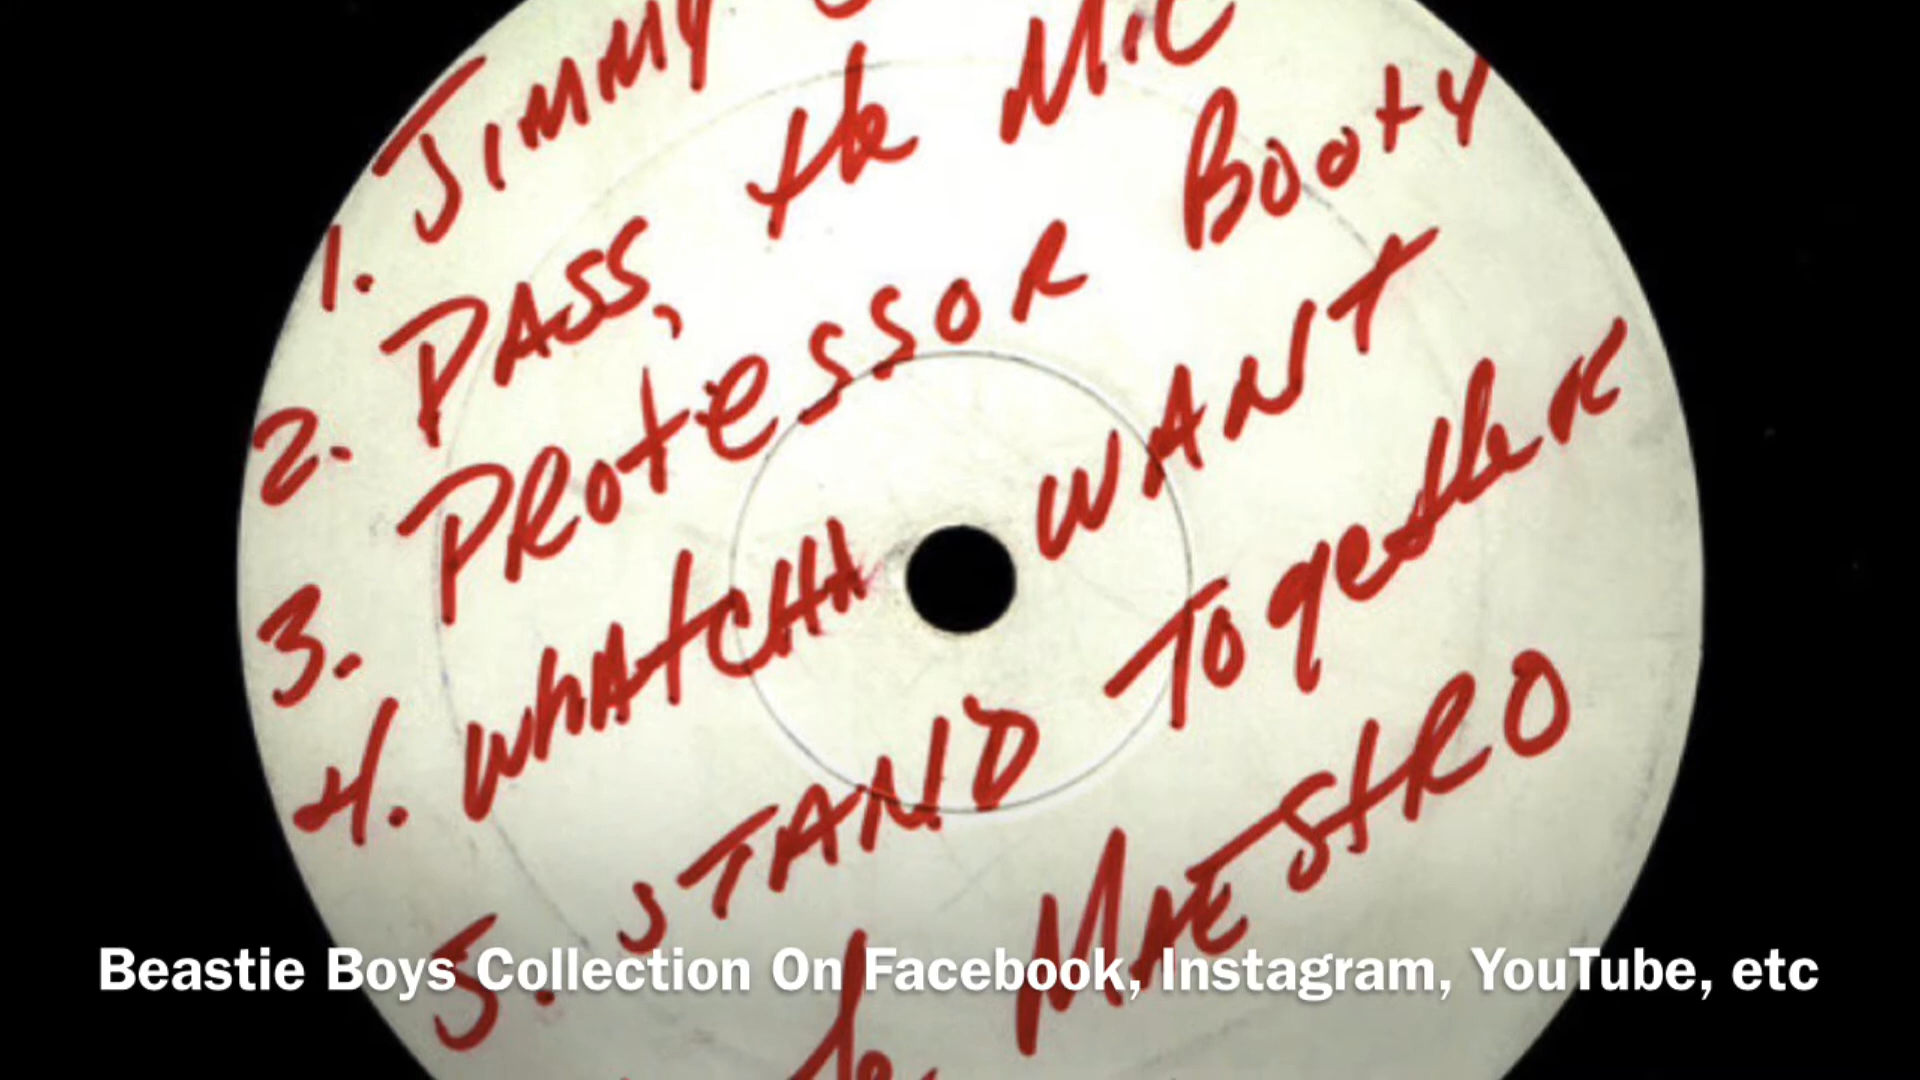 1. JIMMY
2. PASS, the MIC
3. PROfESSOR BOOty
4. WHATCHA WANT
5. STAND TOgether
the MAESTRO
Beastie Boys Collection On Facebook, Instagram, YouTube, etc